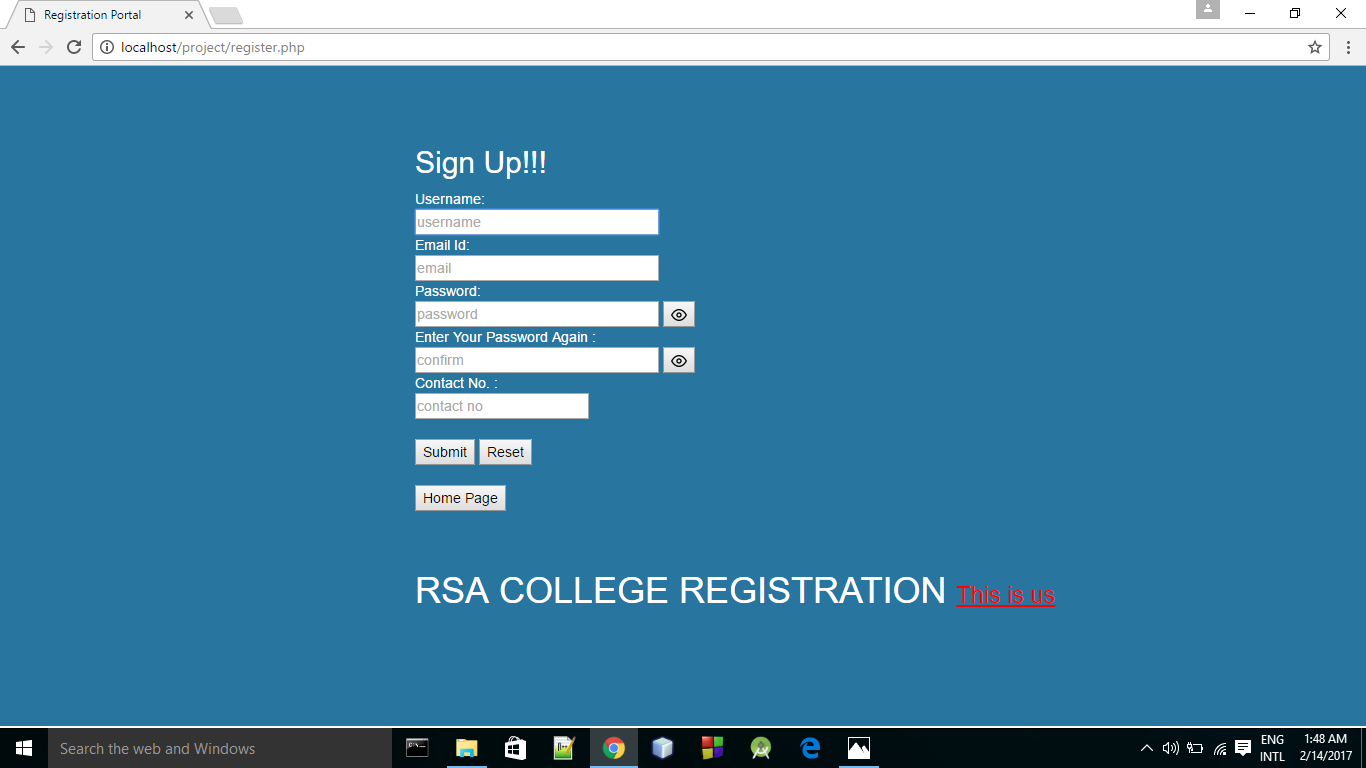 Registration Portal
localhost/project/register.php
Sign Up!!!
Username:
username
Email Id:
email
Password:
password
Enter Your Password Again :
confirm
Contact No. :
contact no
Submit Reset
Home Page
RSA COLLEGE REGISTRATION This is us
Search the web and Windows
ENG 1:48 AM
INTL 2/14/2017